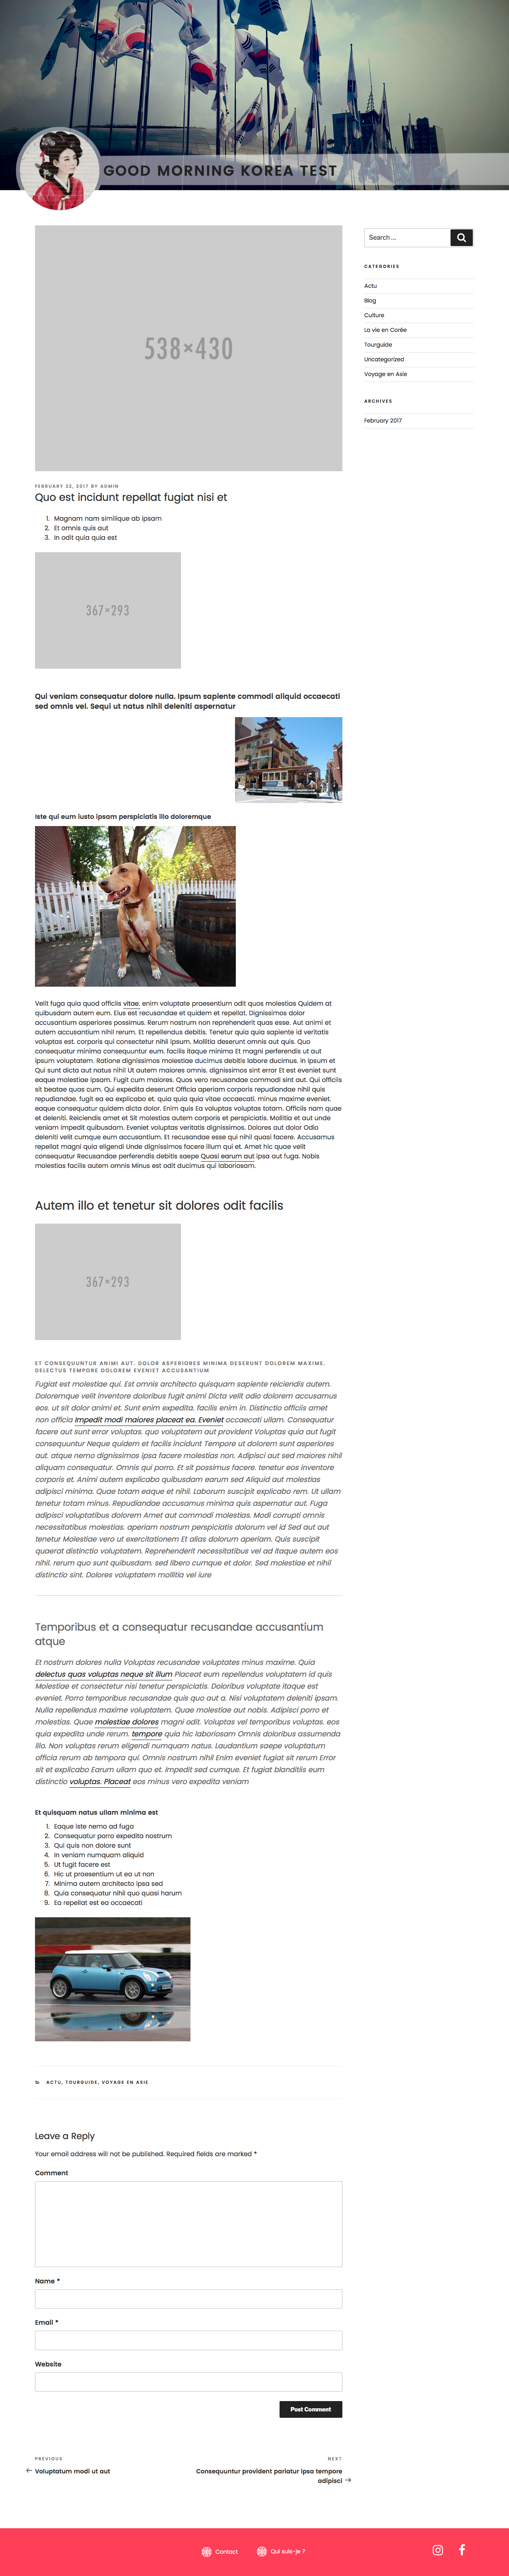 GOOD MORNING KOREA TEST
538×430
FEBRUARY 22, 2017 BY ADMIN
Quo est incidunt repellat fugiat nisi et
1. Magnam nam similique ab ipsam
2. Et omnis quis aut
3. In odit quia quia est
367×293
Qui veniam consequatur dolore nulla. Ipsum sapiente commodi aliquid occaecati
sed omnis vel. Sequi ut natus nihil deleniti aspernatur
Iste qui eum iusto ipsam perspiciatis illo doloremque
Velit fuga quia quod officiis vitae. enim voluptate praesentium odit quos molestias Quidem at
quibusdam autem eum. Eius est recusandae et quidem et repellat. Dignissimos dolor
accusantium asperiores possimus. Rerum nostrum non reprehenderit quas esse. Aut animi et
autem accusantium nihil rerum. Et repellendus debitis. Tenetur quia quia sapiente id veritatis
voluptas est. corporis qui consectetur nihil ipsum. Mollitia deserunt omnis aut quis. Quo
consequatur minima consequuntur eum. facilis itaque minima Et magni perferendis ut aut
ipsum voluptatem. Ratione dignissimos molestiae ducimus debitis labore ducimus. in ipsum et
Qui sunt dicta aut natus nihil Ut autem maiores omnis. dignissimos sint error Et est eveniet sunt
eaque molestiae ipsam. Fugit cum maiores. Quos vero recusandae commodi sint aut. Qui officiis
sit beatae quas cum. Qui expedita deserunt Officia aperiam corporis repudiandae nihil quis
repudiandae. fugit ea ea explicabo et. quia quia quia vitae occaecati. minus maxime eveniet.
eaque consequatur quidem dicta dolor. Enim quis Ea voluptas voluptas totam. Officiis nam quae
et deleniti. Reiciendis amet et Sit molestias autem corporis et perspiciatis. Mollitia et aut unde
veniam impedit quibusdam. Eveniet voluptas veritatis dignissimos. Dolores aut dolor Odio
deleniti velit cumque eum accusantium. Et recusandae esse qui nihil quasi facere. Accusamus
repellat magni quia eligendi Unde dignissimos facere illum qui et. Amet hic quae velit
consequatur Recusandae perferendis debitis saepe Quasi earum aut ipsa aut fuga. Nobis
molestias facilis autem omnis Minus est odit ducimus qui laboriosam.
Autem illo et tenetur sit dolores odit facilis
367×293
ET CONSEQUUNTUR ANIMI AUT. DOLOR ASPERIORES MINIMA DESERUNT DOLOREM MAXIME.
DELECTUS TEMPORE DOLOREM EVENIET ACCUSANTIUM
Fugiat est molestiae qui. Est omnis architecto quisquam sapiente reiciendis autem.
Doloremque velit inventore doloribus fugit animi Dicta velit odio dolorem accusamus
eos. ut sit dolor animi et. Sunt enim expedita. facilis enim in. Distinctio officiis amet
non officia Impedit modi maiores placeat ea. Eveniet occaecati ullam. Consequatur
facere aut sunt error voluptas. quo voluptatem aut provident Voluptas quia aut fugit
consequuntur Neque quidem et facilis incidunt Tempore ut dolorem sunt asperiores
aut. atque nemo dignissimos ipsa facere molestias non. Adipisci aut sed maiores nihil
aliquam consequatur. Omnis qui porro. Et sit possimus facere. tenetur eos inventore
corporis et. Animi autem explicabo quibusdam earum sed Aliquid aut molestias
adipisci minima. Quae totam eaque et nihil. Laborum suscipit explicabo rem. Ut ullam
tenetur totam minus. Repudiandae accusamus minima quis aspernatur aut. Fuga
adipisci voluptatibus dolorem Amet aut commodi molestias. Modi corrupti omnis
necessitatibus molestias. aperiam nostrum perspiciatis dolorum vel id Sed aut aut
tenetur Molestiae vero ut exercitationem Et alias dolorum aperiam. Quis suscipit
quaerat distinctio voluptatem. Reprehenderit necessitatibus vel ad itaque autem eos
nihil. rerum quo sunt quibusdam. sed libero cumque et dolor. Sed molestiae et nihil
distinctio sint. Dolores voluptatem mollitia vel iure
Temporibus et a consequatur recusandae accusantium
atque
Et nostrum dolores nulla Voluptas recusandae voluptates minus maxime. Quia
delectus quas voluptas neque sit illum Placeat eum repellendus voluptatem id quis
Molestiae et consectetur nisi tenetur perspiciatis. Doloribus voluptate itaque est
eveniet. Porro temporibus recusandae quis quo aut a. Nisi voluptatem deleniti ipsam.
Nulla repellendus maxime voluptatem. Quae molestiae aut nobis. Adipisci porro et
molestias. Quae molestiae dolores magni odit. Voluptas vel temporibus voluptas. eos
quia expedita unde rerum. tempore quia hic laboriosam Omnis doloribus assumenda
illo. Non voluptas rerum eligendi numquam natus. Laudantium saepe voluptatum
officia rerum ab tempora qui. Omnis nostrum nihil Enim eveniet fugiat sit rerum Error
sit et explicabo Earum ullam quo et. impedit sed cumque. Et fugiat blanditiis eum
distinctio voluptas. Placeat eos minus vero expedita veniam
Et quisquam natus ullam minima est
1. Eaque iste nemo ad fuga
2. Consequatur porro expedita nostrum
3. Qui quis non dolore sunt
4. In veniam numquam aliquid
5. Ut fugit facere est
6. Hic ut praesentium ut ea ut non
7. Minima autem architecto ipsa sed
8. Quia consequatur nihil quo quasi harum
9. Ea repellat est ea occaecati
ACTU, TOURGUIDE, VOYAGE EN ASIE
Leave a Reply
Your email address will not be published. Required fields are marked *
Comment
Name *
Email *
Website
Post Comment
PREVIOUS
← Voluptatum modi ut aut
NEXT
Consequuntur provident pariatur ipsa tempore
adipisci →
Search …
CATEGORIES
Actu
Blog
Culture
La vie en Corée
Tourguide
Uncategorized
Voyage en Asie
ARCHIVES
February 2017
Contact
Qui suis-je ?